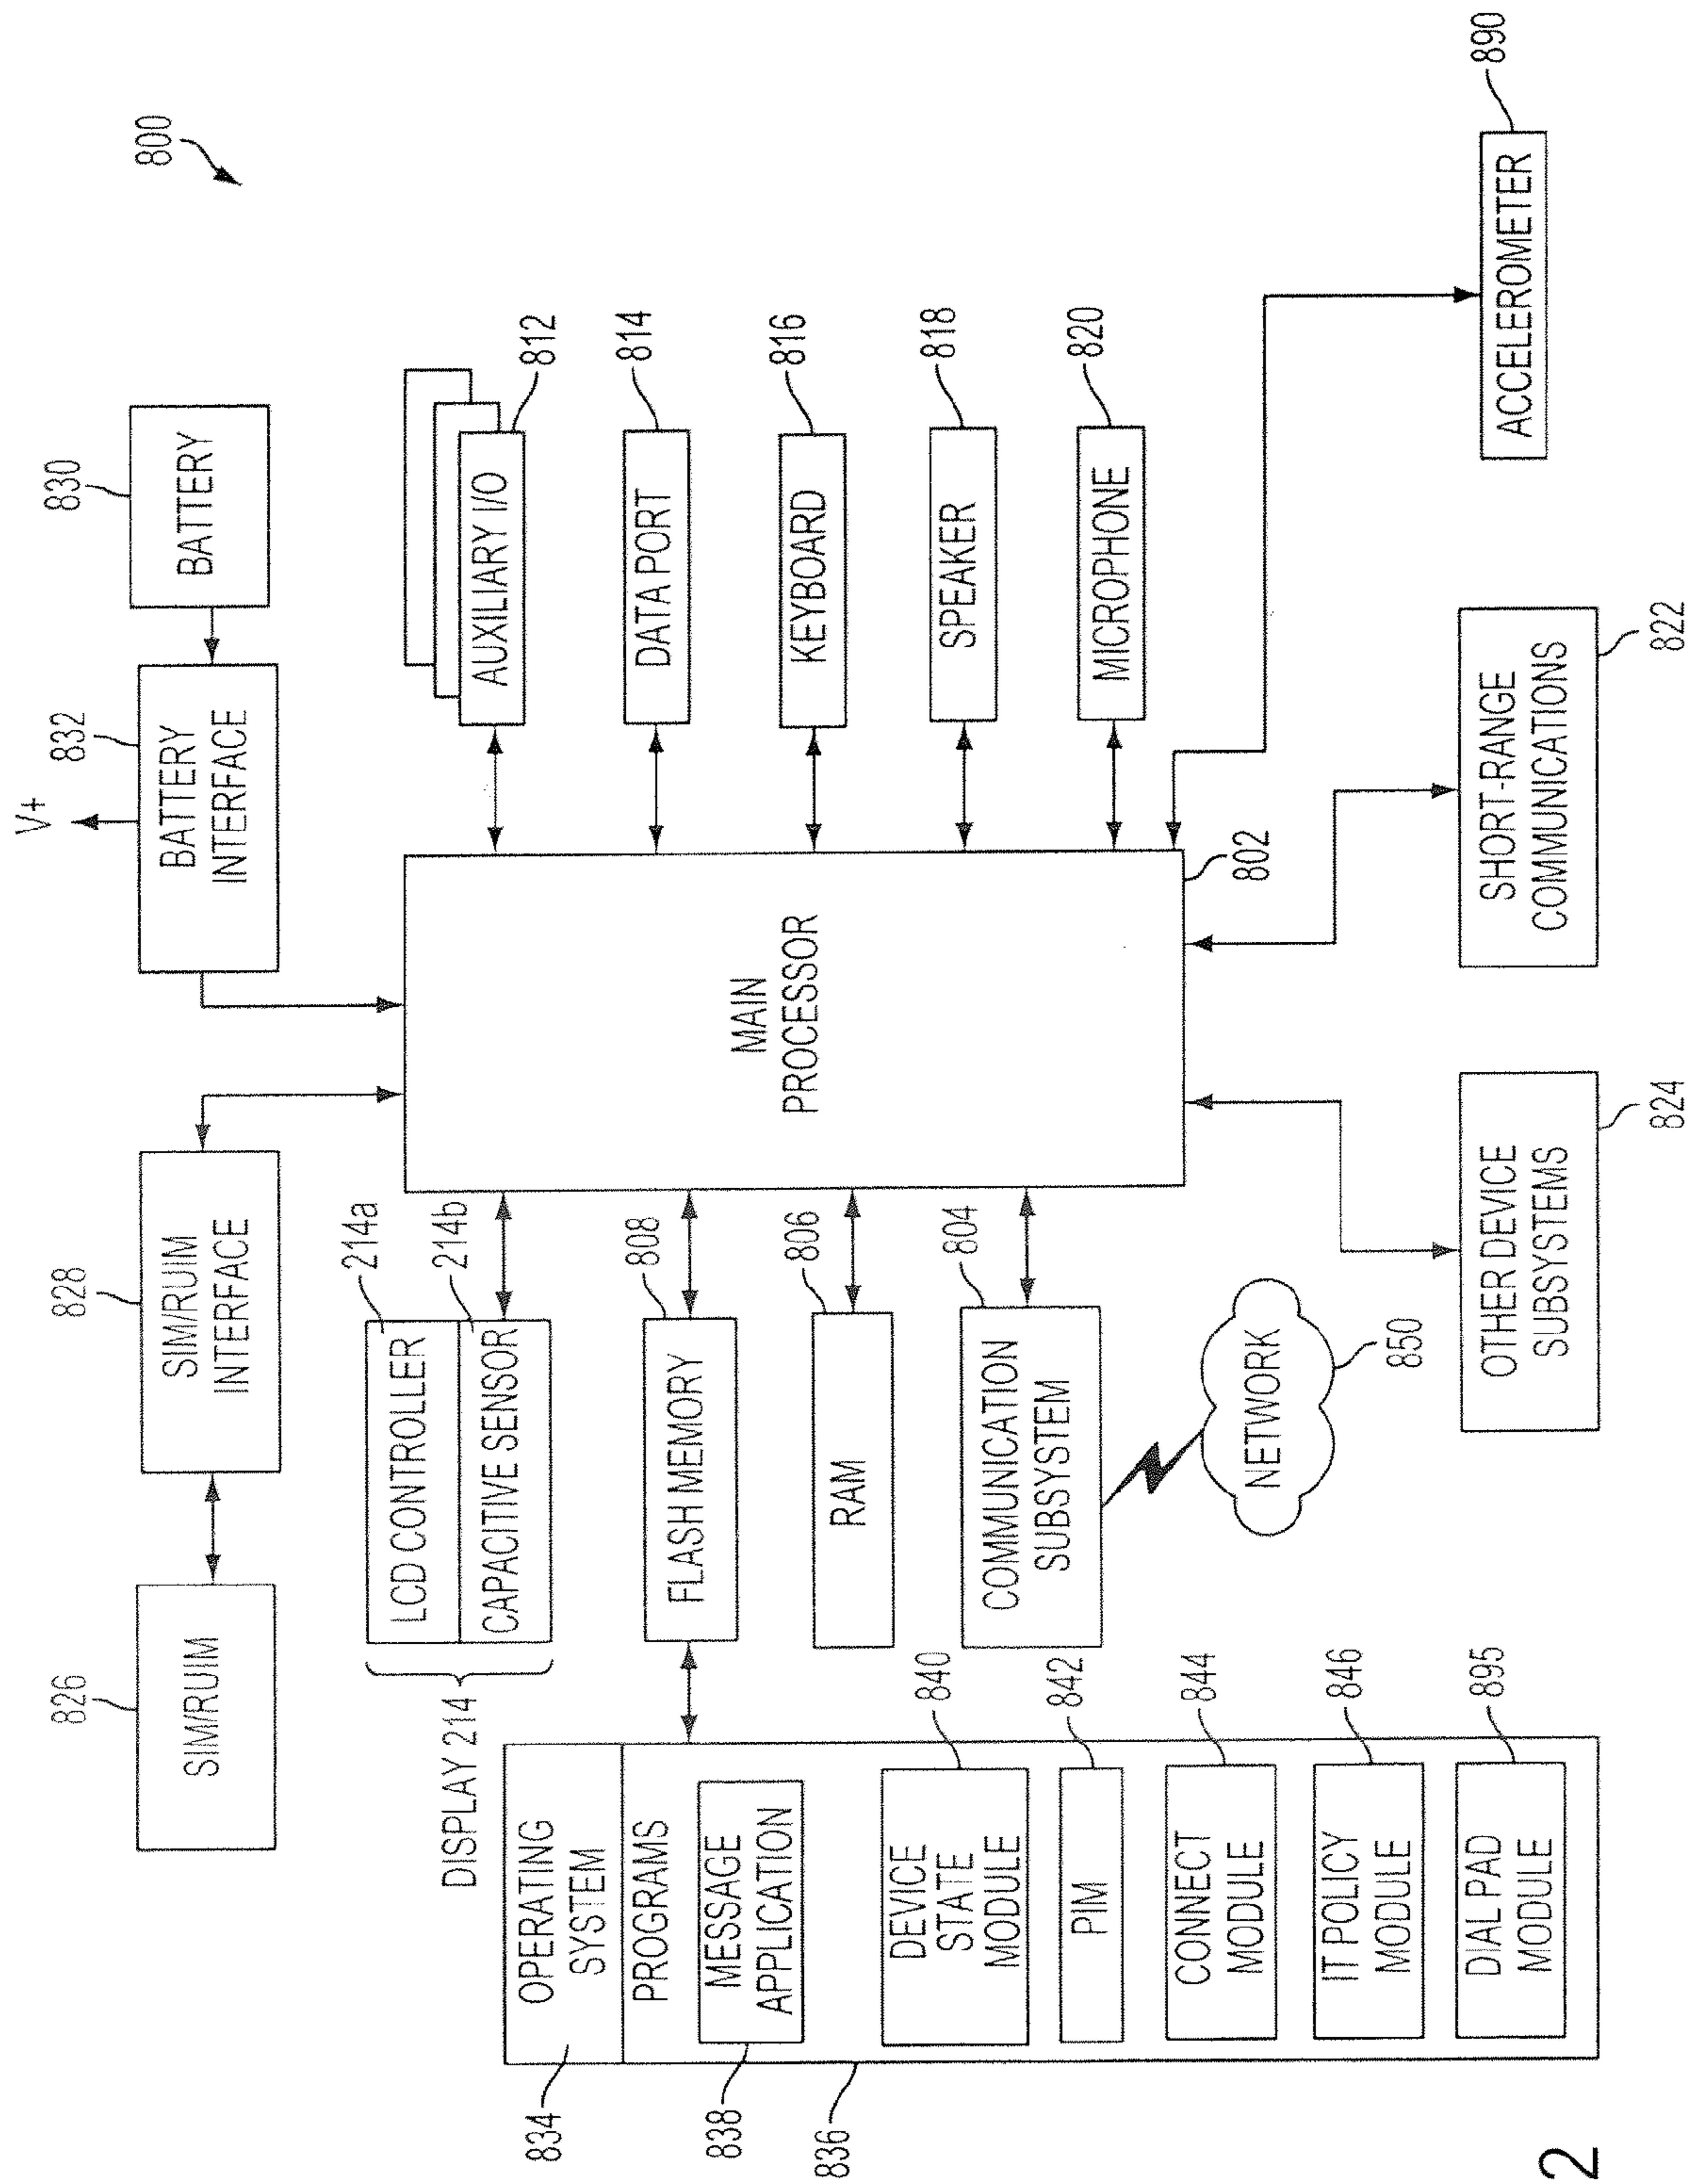 800
826
SIM/RUIM
828
SIM/RUIM
INTERFACE
832
BATTERY
INTERFACE
V+
830
BATTERY
DISPLAY 214
LCD CONTROLLER
214a
CAPACITIVE SENSOR
214b
MAIN
PROCESSOR
802
AUXILIARY I/O
812
DATA PORT
814
KEYBOARD
816
SPEAKER
818
MICROPHONE
820
ACCELEROMETER
890
FLASH MEMORY
808
RAM
806
COMMUNICATION
SUBSYSTEM
804
NETWORK
850
834
OPERATING
SYSTEM
PROGRAMS
836
838
MESSAGE
APPLICATION
DEVICE
STATE
MODULE
840
PIM
842
CONNECT
MODULE
844
IT POLICY
MODULE
846
DIAL PAD
MODULE
895
OTHER DEVICE
SUBSYSTEMS
824
SHORT-RANGE
COMMUNICATIONS
822
2